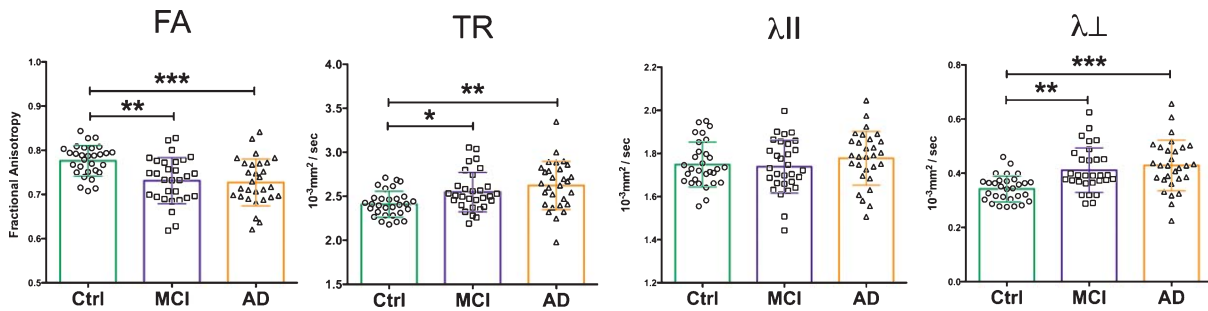 FA
Fractional Anisotropy
1.0
0.9
0.8
0.7
0.6
0.5
***
**
Ctrl MCI AD
TR
10⁻³mm² / sec
4.0
3.5
3.0
2.5
2.0
1.5
**
*
Ctrl MCI AD
λII
10⁻³mm² / sec
2.2
2.0
1.8
1.6
1.4
1.2
Ctrl MCI AD
λ⊥
10⁻³mm² / sec
0.8
0.6
0.4
0.2
0.0
***
**
Ctrl MCI AD